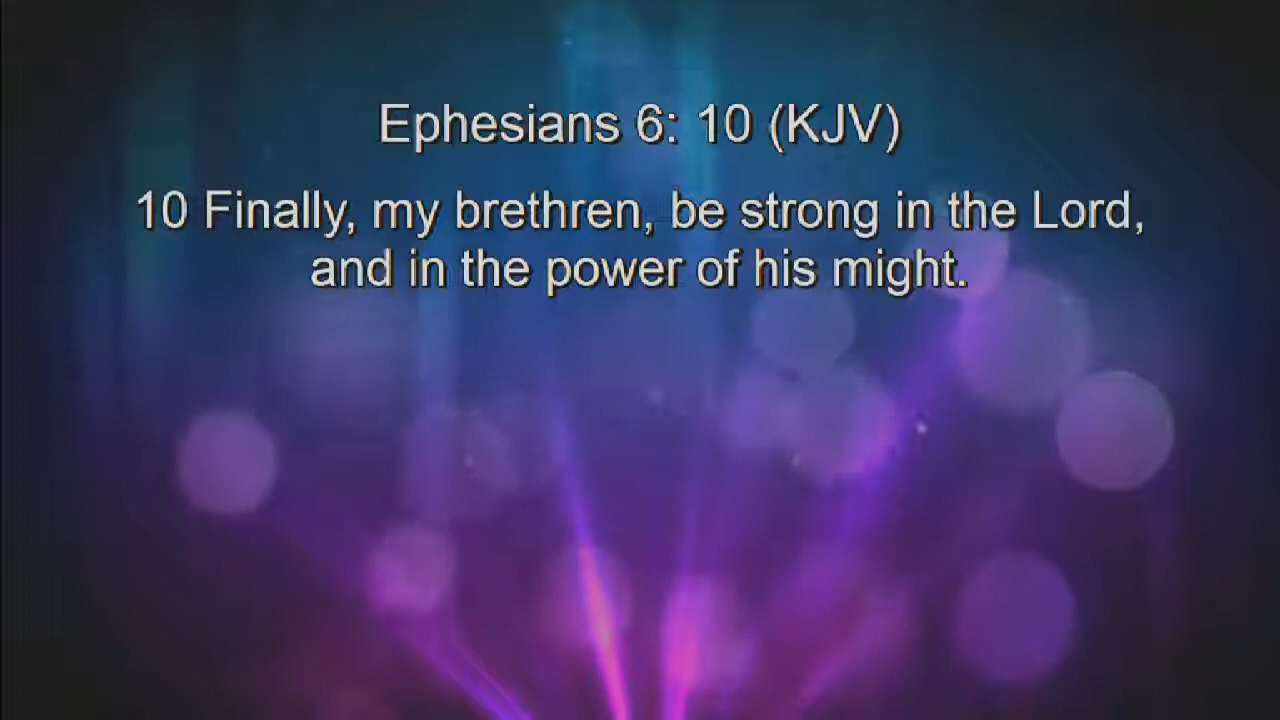 Ephesians 6: 10 (KJV)
10 Finally, my brethren, be strong in the Lord,
and in the power of his might.